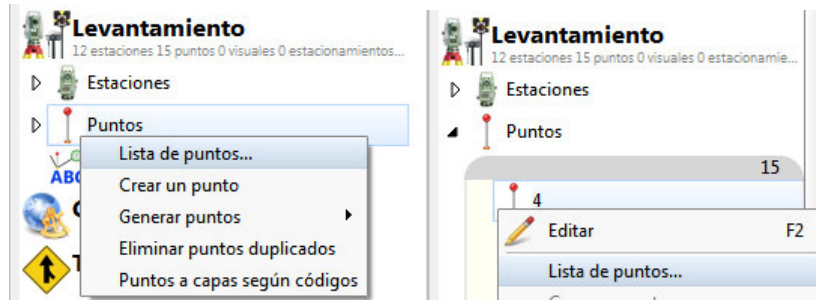 Levantamiento
12 estaciones 15 puntos 0 visuales 0 estacionamientos...
Estaciones
Puntos
Lista de puntos...
Crear un punto
Generar puntos
Eliminar puntos duplicados
Puntos a capas según códigos
ABC
Levantamiento
12 estaciones 15 puntos 0 visuales 0 estacionamie...
Estaciones
Puntos
15
4
Editar F2
Lista de puntos...